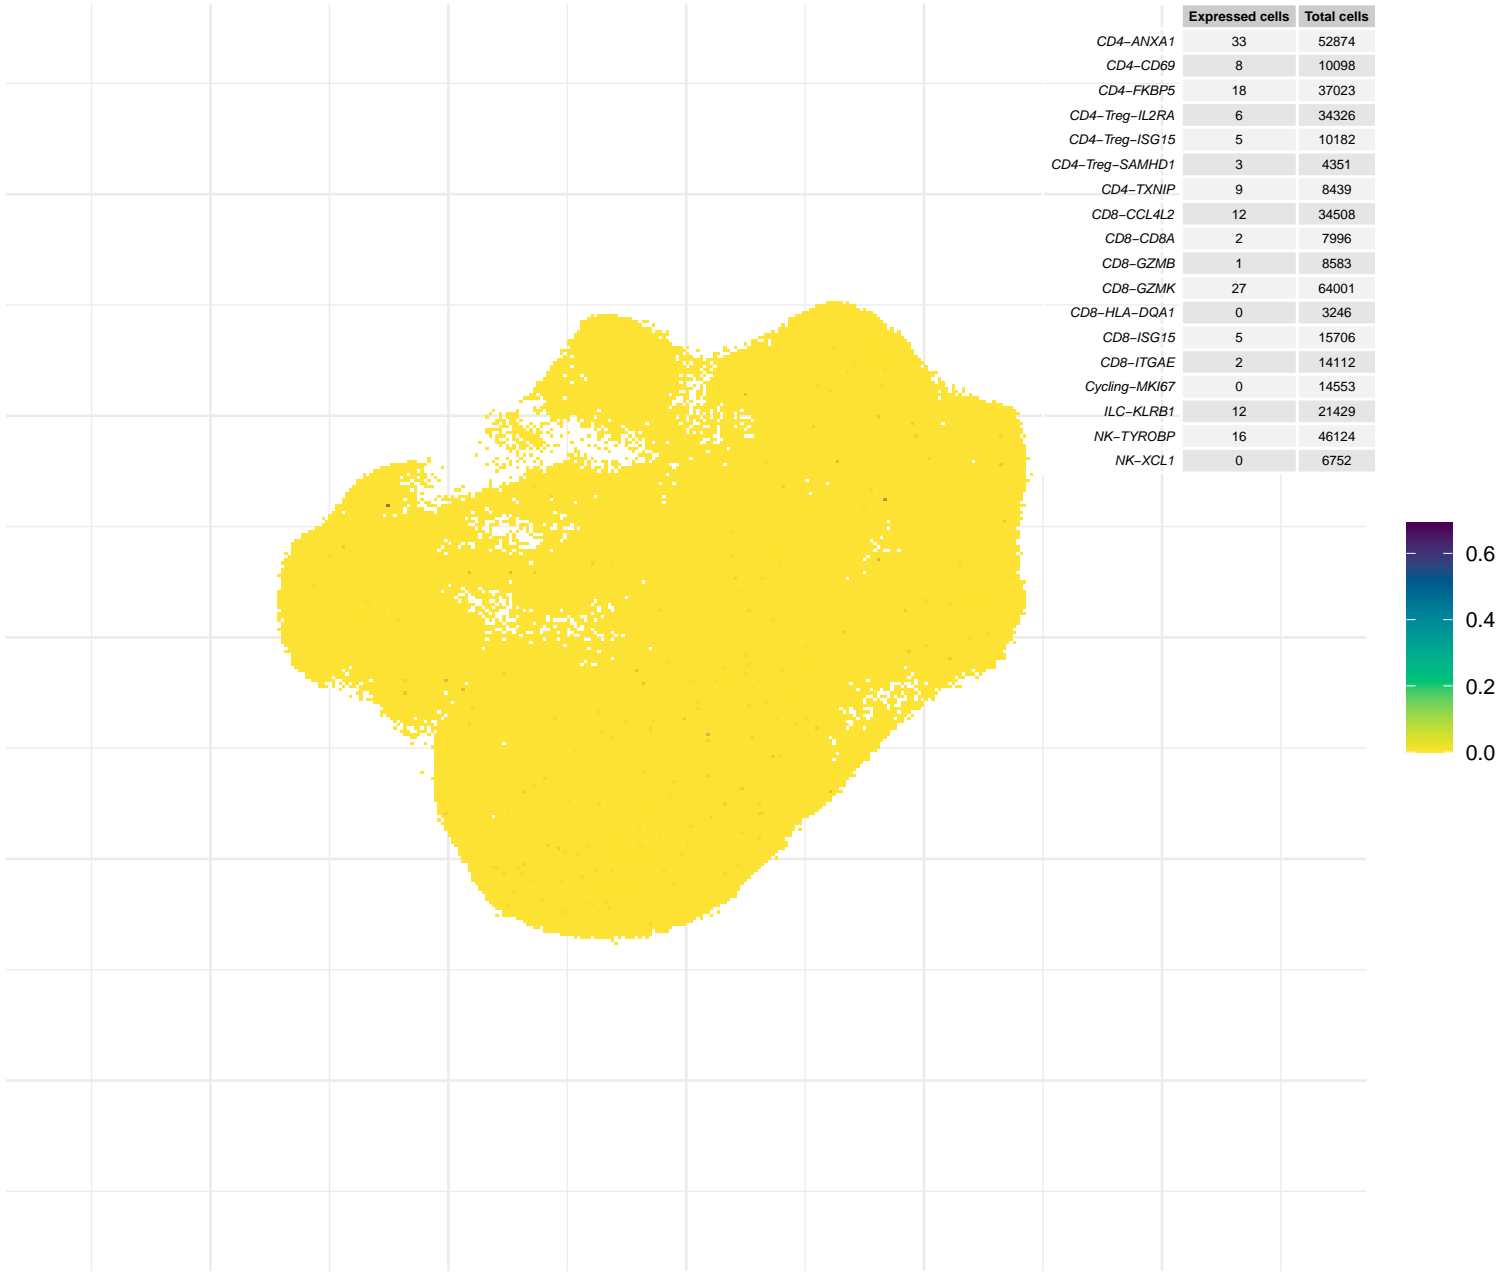 Expressed cells Total cells
CD4−ANXA1 33 52874
CD4−CD69 8 10098
CD4−FKBP5 18 37023
CD4−Treg−IL2RA 6 34326
CD4−Treg−ISG15 5 10182
CD4−Treg−SAMHD1 3 4351
CD4−TXNIP 9 8439
CD8−CCL4L2 12 34508
CD8−CD8A 2 7996
CD8−GZMB 1 8583
CD8−GZMK 27 64001
CD8−HLA−DQA1 0 3246
CD8−ISG15 5 15706
CD8−ITGAE 2 14112
Cycling−MKI67 0 14553
ILC−KLRB1 12 21429
NK−TYROBP 16 46124
NK−XCL1 0 6752
0.6
0.4
0.2
0.0